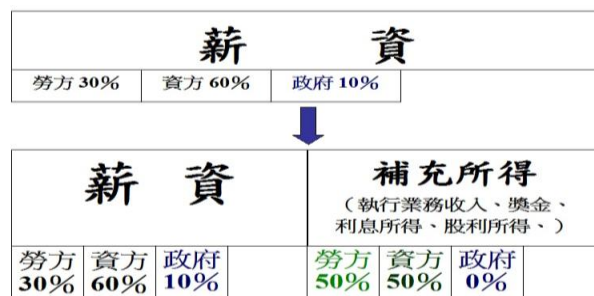 薪 資
勞方 30% 資方 60% 政府 10%
薪 資
補充所得
（執行業務收入、獎金、
利息所得、股利所得、）
勞方 資方 政府 勞方 資方 政府
30% 60% 10% 50% 50% 0%